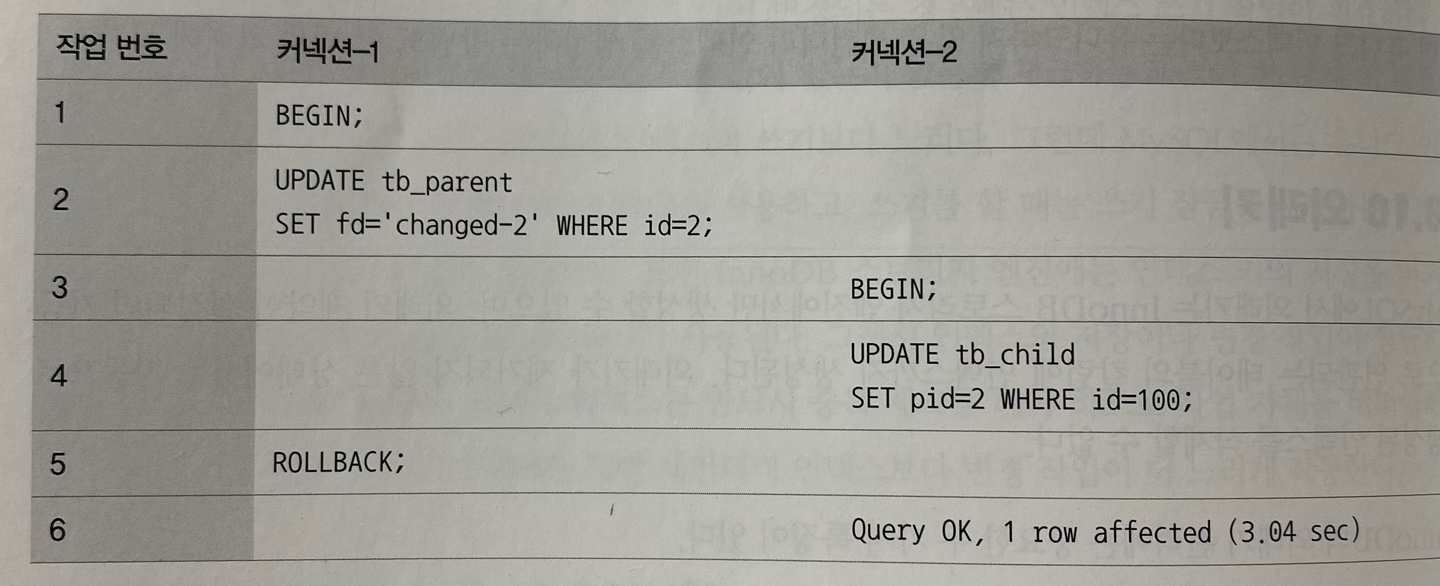 작업 번호 커넥션-1 커넥션-2
1 BEGIN;
2 UPDATE tb_parent
SET fd='changed-2' WHERE id=2;
3 BEGIN;
4 UPDATE tb_child
SET pid=2 WHERE id=100;
5 ROLLBACK;
6 Query OK, 1 row affected (3.04 sec)